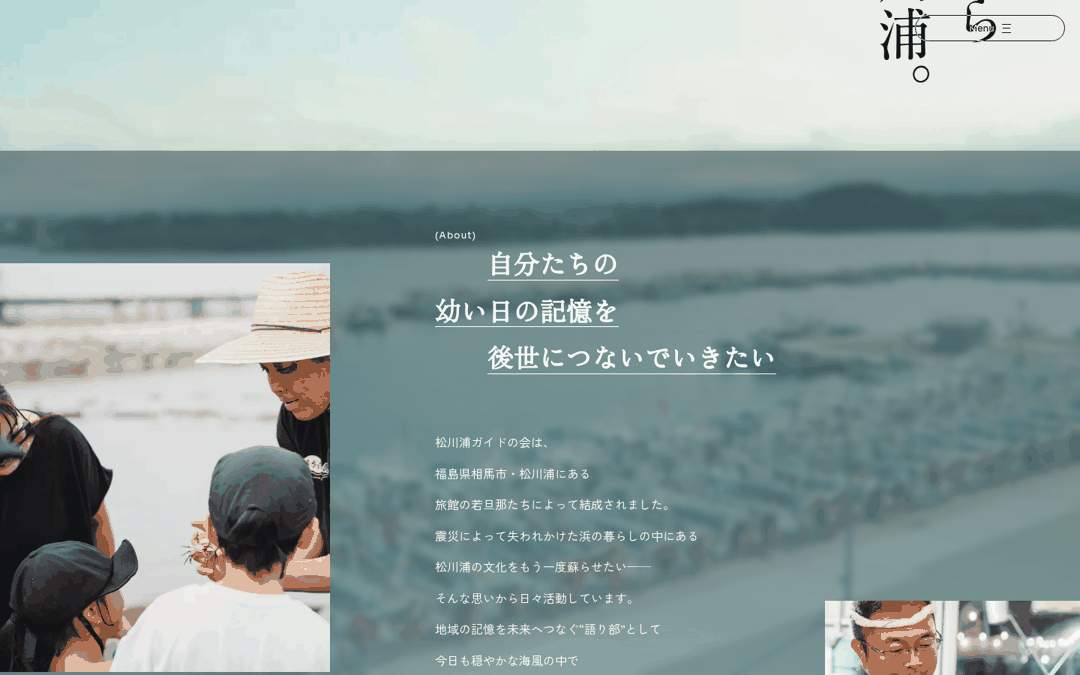 ら
浦。
Menu
(About)
自分たちの
幼い日の記憶を
後世につないでいきたい
松川浦ガイドの会は、
福島県相馬市・松川浦にある
旅館の若旦那たちによって結成されました。
震災によって失われかけた浜の暮らしの中にある
松川浦の文化をもう一度蘇らせたい──
そんな思いから日々活動しています。
地域の記憶を未来へつなぐ“語り部”として
今日も穏やかな海風の中で